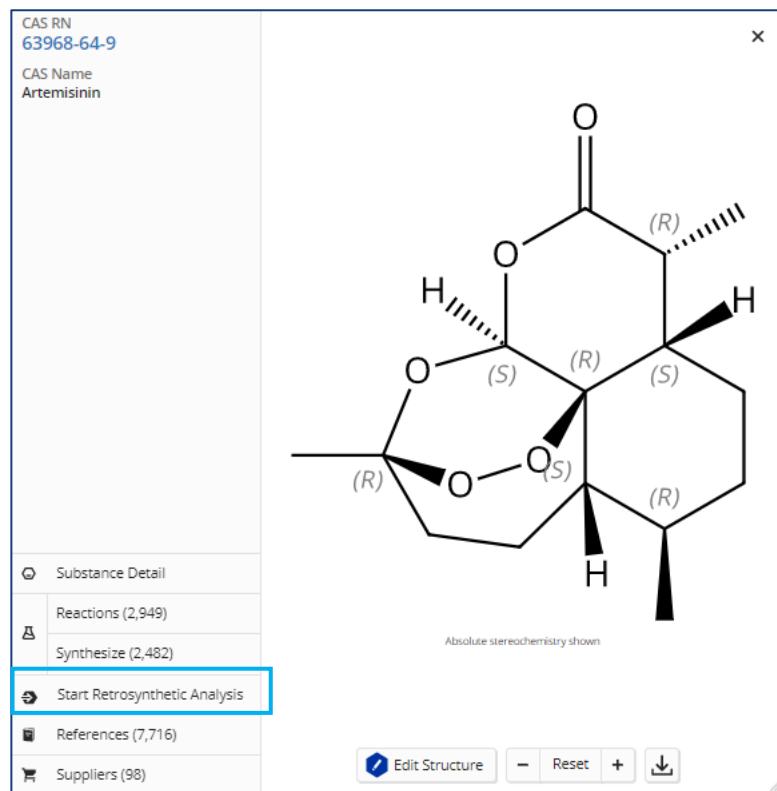 CAS RN
63968-64-9
CAS Name
Artemisinin
O
(R)
O
H
H
O
(S)
(R)
(S)
(R)
O
O
(S)
(R)
H
Absolute stereochemistry shown
Substance Detail
Reactions (2,949)
Synthesize (2,482)
Start Retrosynthetic Analysis
References (7,716)
Suppliers (98)
Edit Structure
Reset